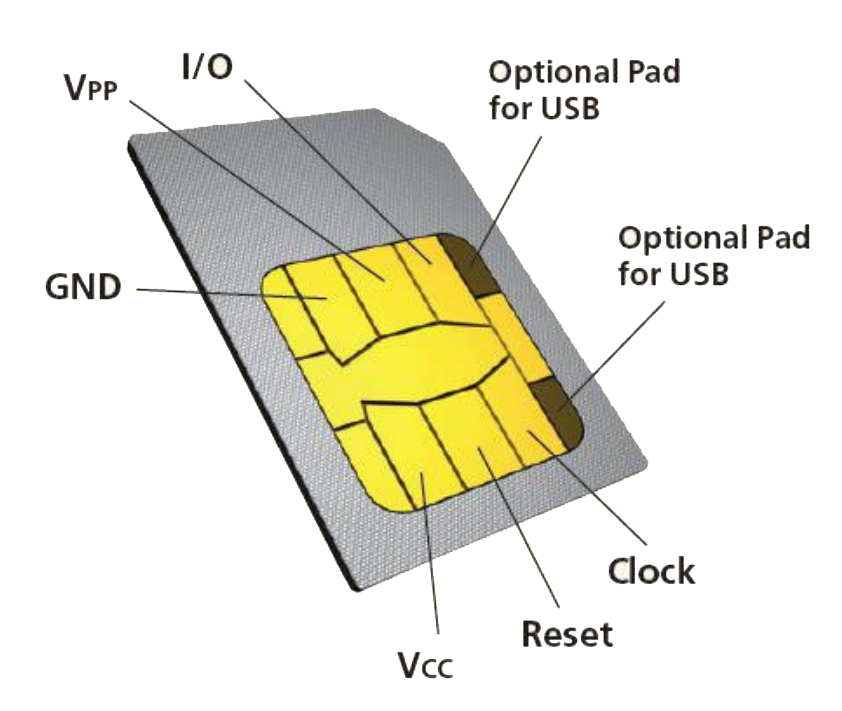 I/O
VPP
Optional Pad
for USB
Optional Pad
for USB
GND
Clock
Reset
VCC